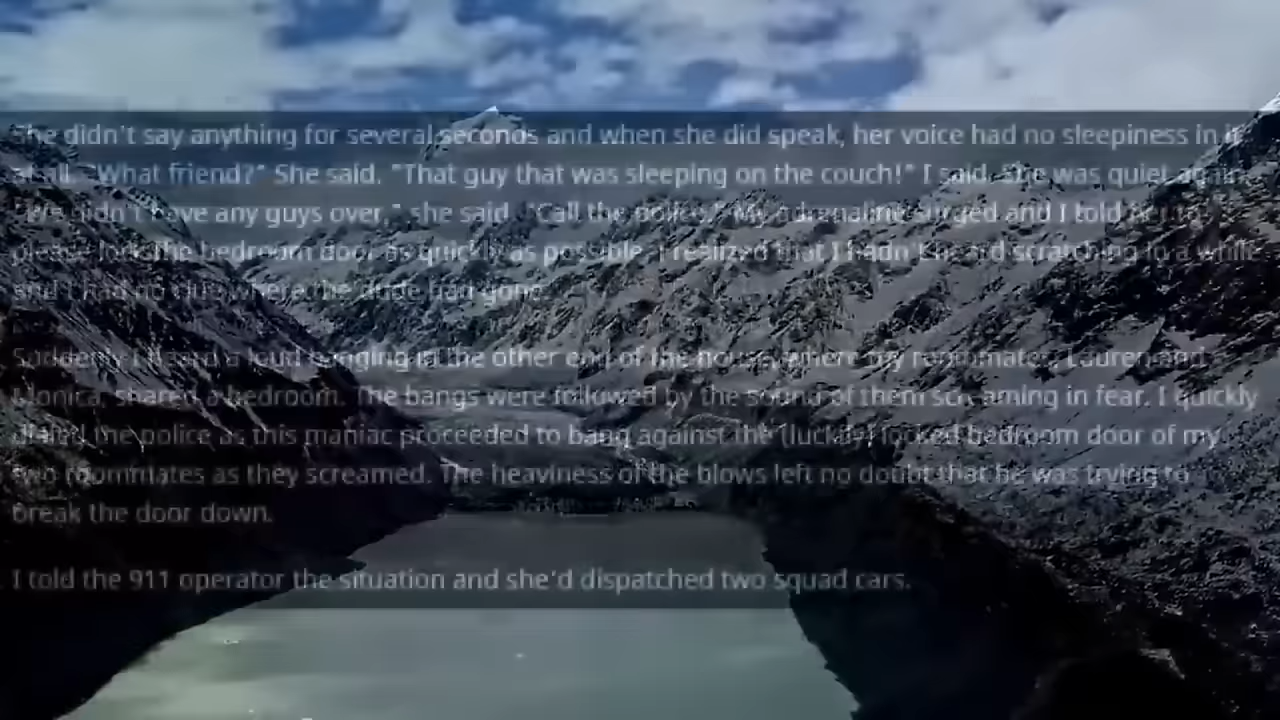 She didn't say anything for several seconds and when she did speak, her voice had no sleepiness in it
at all. "What friend?" She said. "That guy that was sleeping on the couch!" I said. She was quiet again.
"We didn't have any guys over," she said. "Call the police." My adrenaline surged and I told her to
please lock the bedroom door as quickly as possible. I realized that I hadn't heard scratching in a while
and I had no clue where the dude had gone.
Suddenly I heard a loud banging in the other end of the house, where my roommates, Lauren and
Monica, shared a bedroom. The bangs were followed by the sound of them screaming in fear. I quickly
dialed the police as this maniac proceeded to bang against the (luckily) locked bedroom door of my
two roommates as they screamed. The heaviness of the blows left no doubt that he was trying to
break the door down.
I told the 911 operator the situation and she'd dispatched two squad cars.